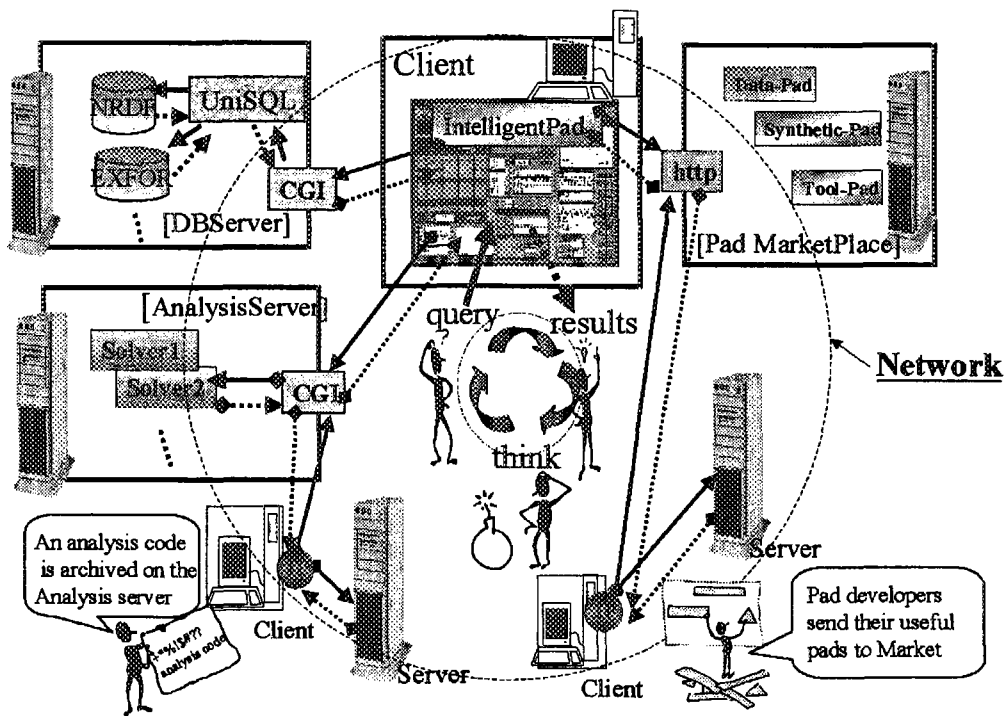 Client
NRDF
UniSQL
EXFOR
CGI
[DBServer]
IntelligentPad
http
Data-Pad
Synthetic-Pad
Tool-Pad
[Pad MarketPlace]
[AnalysisServer]
Solver1
Solver2
CGI
query
results
think
Network
An analysis code
is archived on the
Analysis server
analysis code
Client
Server
Client
Server
Pad developers
send their useful
pads to Market